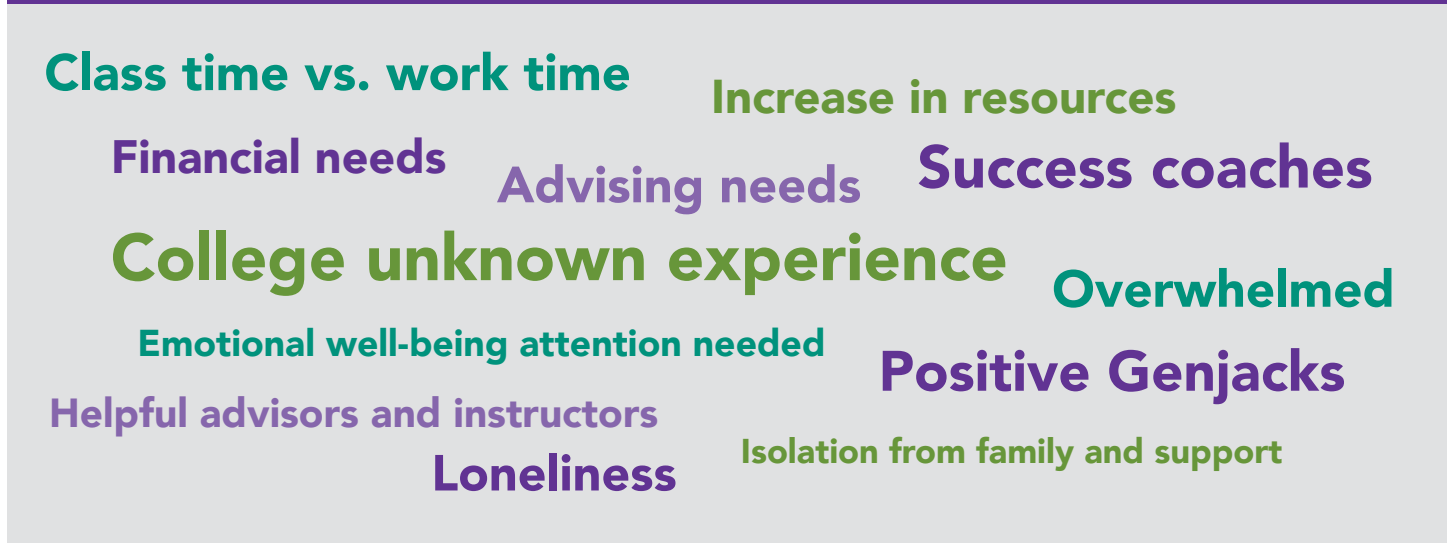 Class time vs. work time
Increase in resources
Financial needs
Advising needs
Success coaches
College unknown experience
Overwhelmed
Emotional well-being attention needed
Positive Genjacks
Helpful advisors and instructors
Isolation from family and support
Loneliness